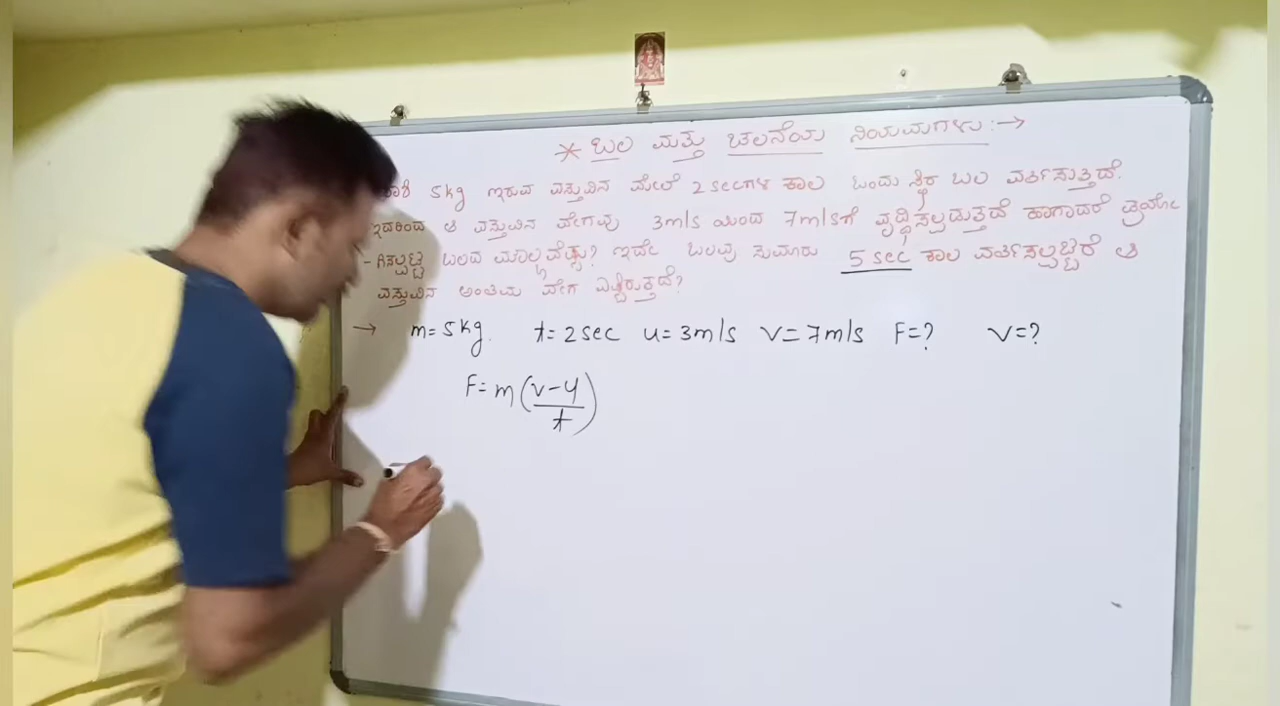 * ಬಲ ಮತ್ತು ಚಲನೆಯ ನಿಯಮಗಳು :→
5kg ಇರುವ ವಸ್ತುವಿನ ಮೇಲೆ 2 secಗಳ ಕಾಲ ಒಂದು ಸ್ಥಿರ ಬಲ ವರ್ತಿಸುತ್ತದೆ.
ಇದರಿಂದ ಆ ವಸ್ತುವಿನ ವೇಗವು 3m/s ಯಿಂದ 7m/sಗೆ ವೃದ್ಧಿಸಲ್ಪಡುತ್ತದೆ ಹಾಗಾದರೆ ಪ್ರಯೋ
- ಗಿಸಲ್ಪಟ್ಟ ಬಲದ ಮೌಲ್ಯವೆಷ್ಟು? ಇದೇ ಬಲವು ಸುಮಾರು 5 sec ಕಾಲ ವರ್ತಿಸಲ್ಪಟ್ಟರೆ ಆ
ವಸ್ತುವಿನ ಅಂತಿಮ ವೇಗ ಎಷ್ಟಿರುತ್ತದೆ?
→ m=5kg. t=2sec u=3m/s v=7m/s F=? v=?
F=m(v-u/t)